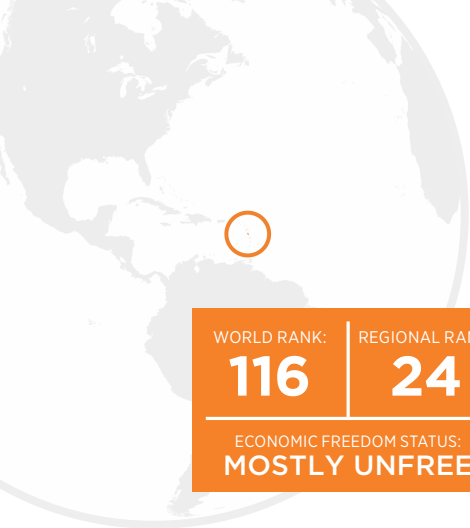 WORLD RANK:
116
REGIONAL RAN
24
ECONOMIC FREEDOM STATUS:
MOSTLY UNFREE